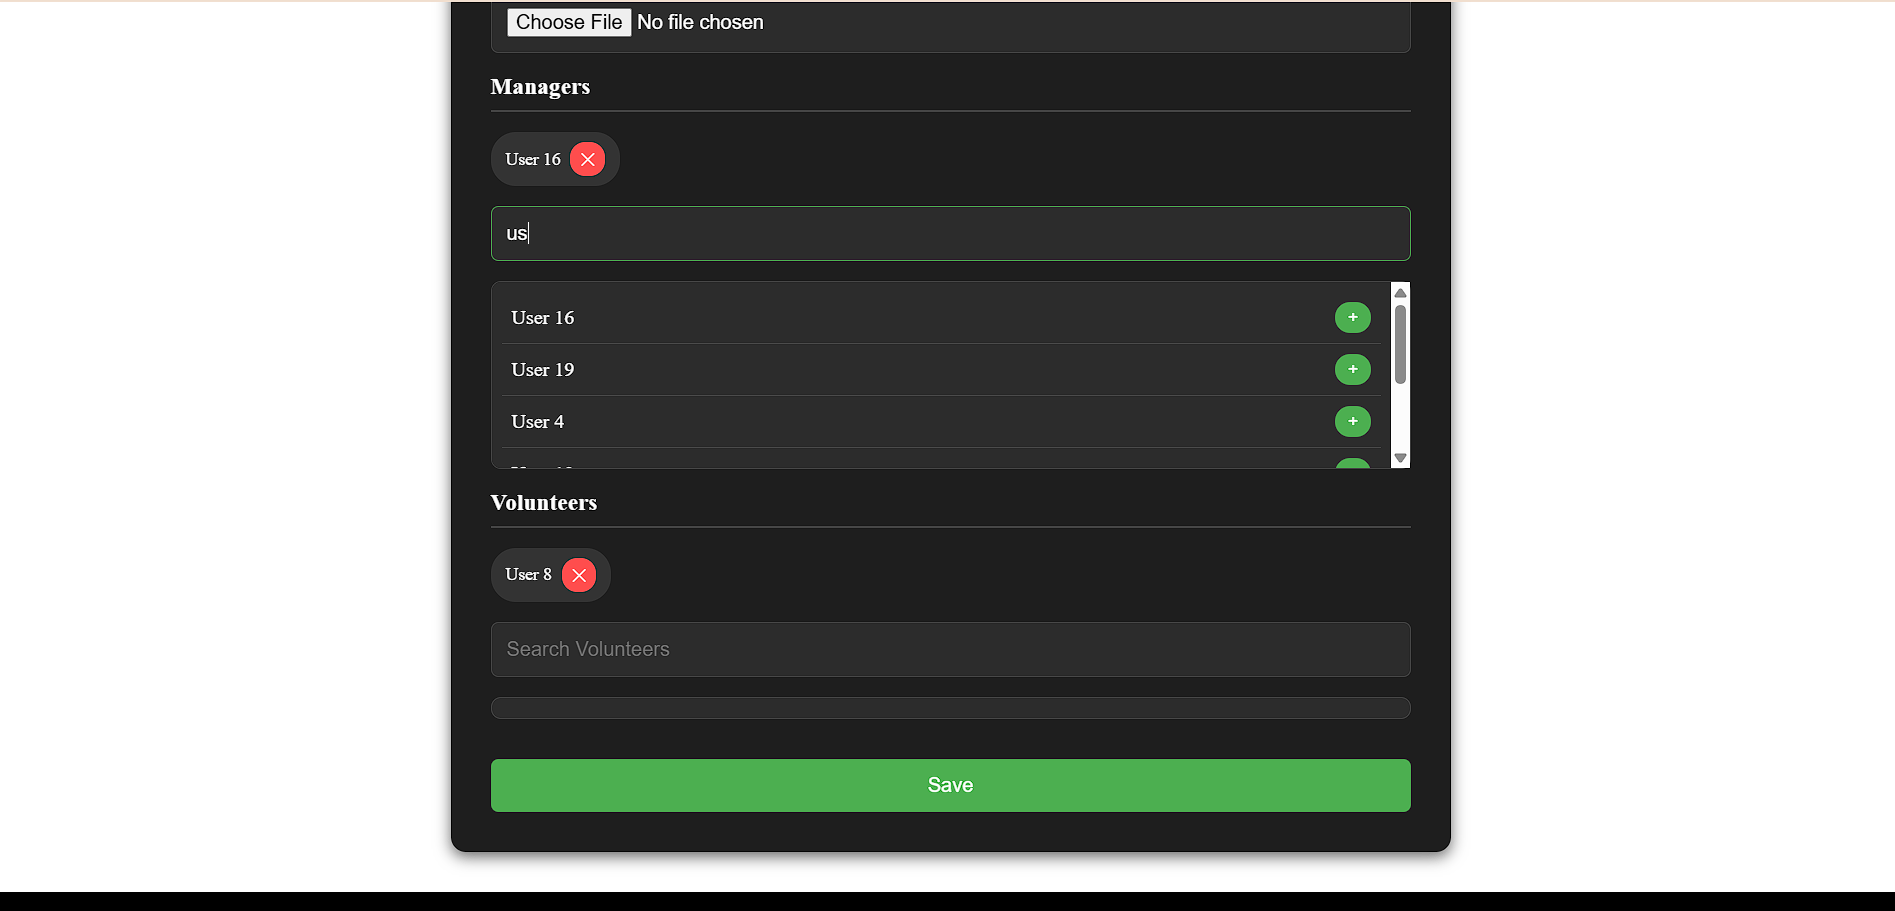 Choose File No file chosen
Managers
User 16
us
User 16 +
User 19 +
User 4 +
Volunteers
User 8
Search Volunteers
Save